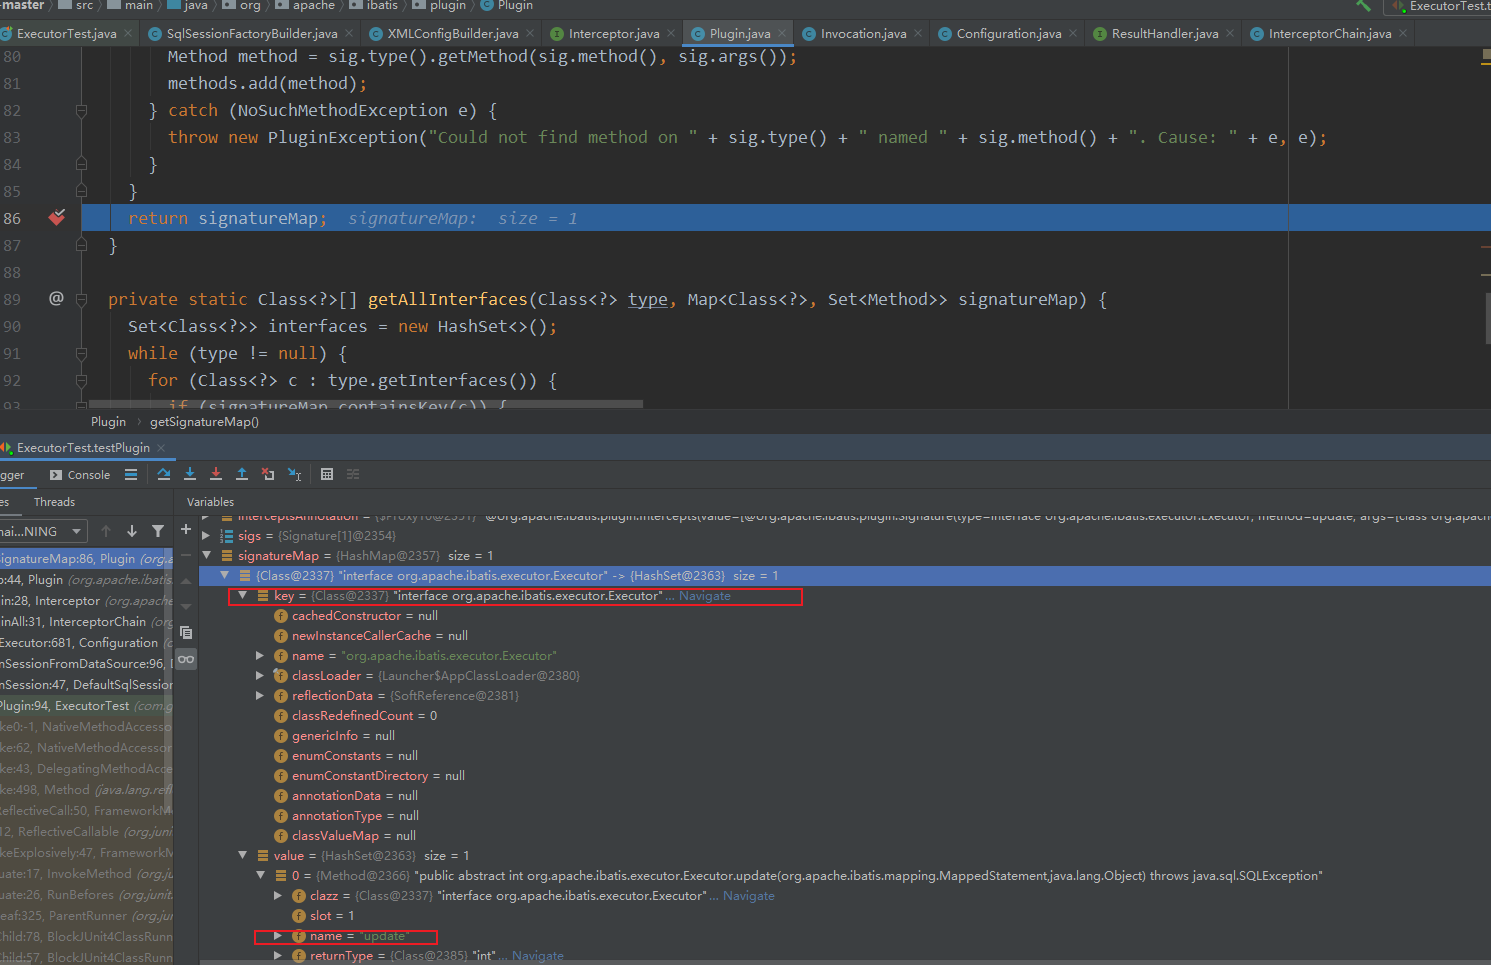 -master › src › main › java › org › apache › ibatis › plugin › Plugin ExecutorTest.t
ExecutorTest.java SqlSessionFactoryBuilder.java XMLConfigBuilder.java Interceptor.java Plugin.java Invocation.java Configuration.java ResultHandler.java InterceptorChain.java
80 Method method = sig.type().getMethod(sig.method(), sig.args());
81 methods.add(method);
82 } catch (NoSuchMethodException e) {
83 throw new PluginException("Could not find method on " + sig.type() + " named " + sig.method() + ". Cause: " + e, e);
84 }
85 }
86 return signatureMap; signatureMap: size = 1
87 }
88
89 @ private static Class<?>[] getAllInterfaces(Class<?> type, Map<Class<?>, Set<Method>> signatureMap) {
90 Set<Class<?>> interfaces = new HashSet<>();
91 while (type != null) {
92 for (Class<?> c : type.getInterfaces()) {
93 if (signatureMap.containsKey(c)) {
Plugin › getSignatureMap()
ExecutorTest.testPlugin
gger Console
es Threads Variables
nai...NING
interceptsAnnotation = {$Proxy10@2351} "@org.apache.ibatis.plugin.Intercepts(value=[@org.apache.ibatis.plugin.Signature(type=interface org.apache.ibatis.executor.Executor, method=update, args=[class org.apach
sigs = {Signature[1]@2354}
signatureMap = {HashMap@2357} size = 1
{Class@2337} "interface org.apache.ibatis.executor.Executor" -> {HashSet@2363} size = 1
key = {Class@2337} "interface org.apache.ibatis.executor.Executor"... Navigate
cachedConstructor = null
newInstanceCallerCache = null
name = "org.apache.ibatis.executor.Executor"
classLoader = {Launcher$AppClassLoader@2380}
reflectionData = {SoftReference@2381}
classRedefinedCount = 0
genericInfo = null
enumConstants = null
enumConstantDirectory = null
annotationData = null
annotationType = null
classValueMap = null
value = {HashSet@2363} size = 1
0 = {Method@2366} "public abstract int org.apache.ibatis.executor.Executor.update(org.apache.ibatis.mapping.MappedStatement,java.lang.Object) throws java.sql.SQLException"
clazz = {Class@2337} "interface org.apache.ibatis.executor.Executor"... Navigate
slot = 1
name = "update"
returnType = {Class@2385} "int"... Navigate
SignatureMap:86, Plugin (org.a
p:44, Plugin (org.apache.ibatis
in:28, Interceptor
inAll:31, InterceptorChain
Executor:681, Configuration
nSessionFromDataSource:96,
nSession:47, DefaultSqlSession
Plugin:94, ExecutorTest (com.g
ke0:-1, NativeMethodAccesso
ke:62, NativeMethodAccessor
ke:43, DelegatingMethodAcce
ke:498, Method (java.lang.refl
ReflectiveCall:50, FrameworkM
12, ReflectiveCallable (org.junit
keExplosively:47, FrameworkM
uate:17, InvokeMethod (org.ju
uate:26, RunBefores (org.junit.
eaf:325, ParentRunner (org.jun
Child:78, BlockJUnit4ClassRunn
Child:57, BlockJUnit4ClassRunn